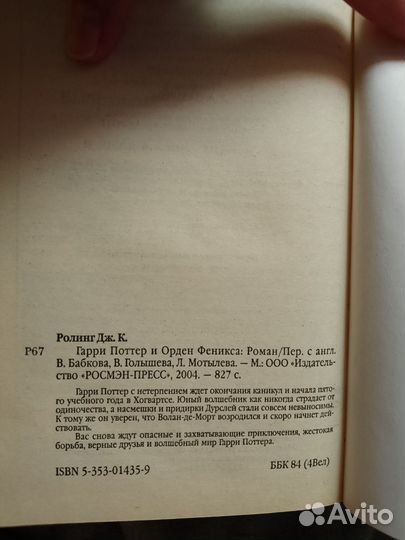 Ролинг Дж. К.
Р67 Гарри Поттер и Орден Феникса: Роман/Пер. с англ.
В. Бабкова, В. Голышева, Л. Мотылева. – М.: ООО «Издатель-
ство «РОСМЭН-ПРЕСС», 2004. – 827 с.
Гарри Поттер с нетерпением ждет окончания каникул и начала пято-
го учебного года в Хогвартсе. Юный волшебник как никогда страдает от
одиночества, а насмешки и придирки Дурслей стали совсем невыносимы.
К тому же он уверен, что Волан-де-Морт возродился и скоро начнет дей-
ствовать.
Вас снова ждут опасные и захватывающие приключения, жестокая
борьба, верные друзья и волшебный мир Гарри Поттера.
ISBN 5-353-01435-9
ББК 84 (4Вел)
Avito